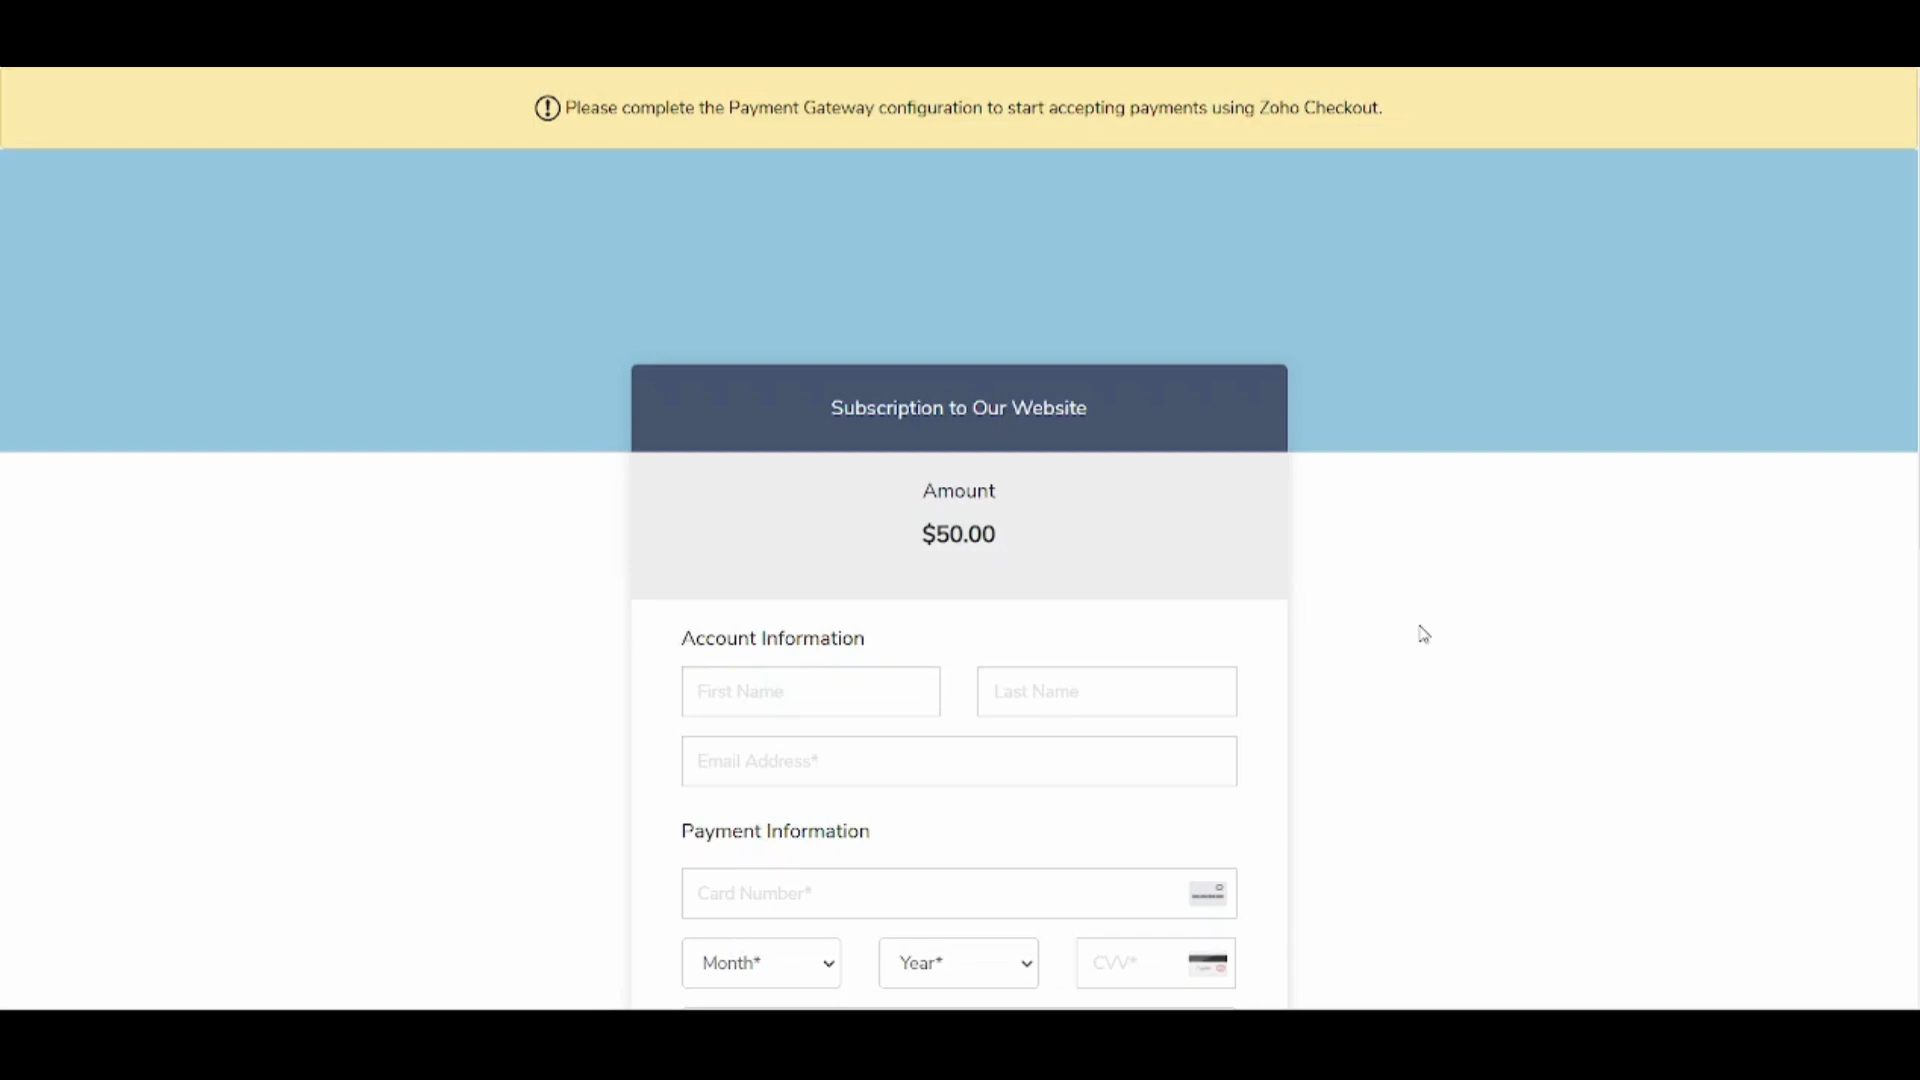 Please complete the Payment Gateway configuration to start accepting payments using Zoho Checkout.
Subscription to Our Website
Amount
$50.00
Account Information
First Name Last Name
Email Address*
Payment Information
Card Number*
Month* Year* CVV*